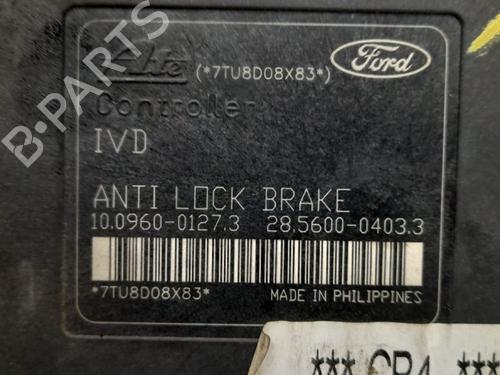 Ate (*7TU8D08X83*) Ford
Controller
IVD
ANTI LOCK BRAKE
10.0960-0127.3 28.5600-0403.3
*7TU8D08X83* MADE IN PHILIPPINES
B-PARTS